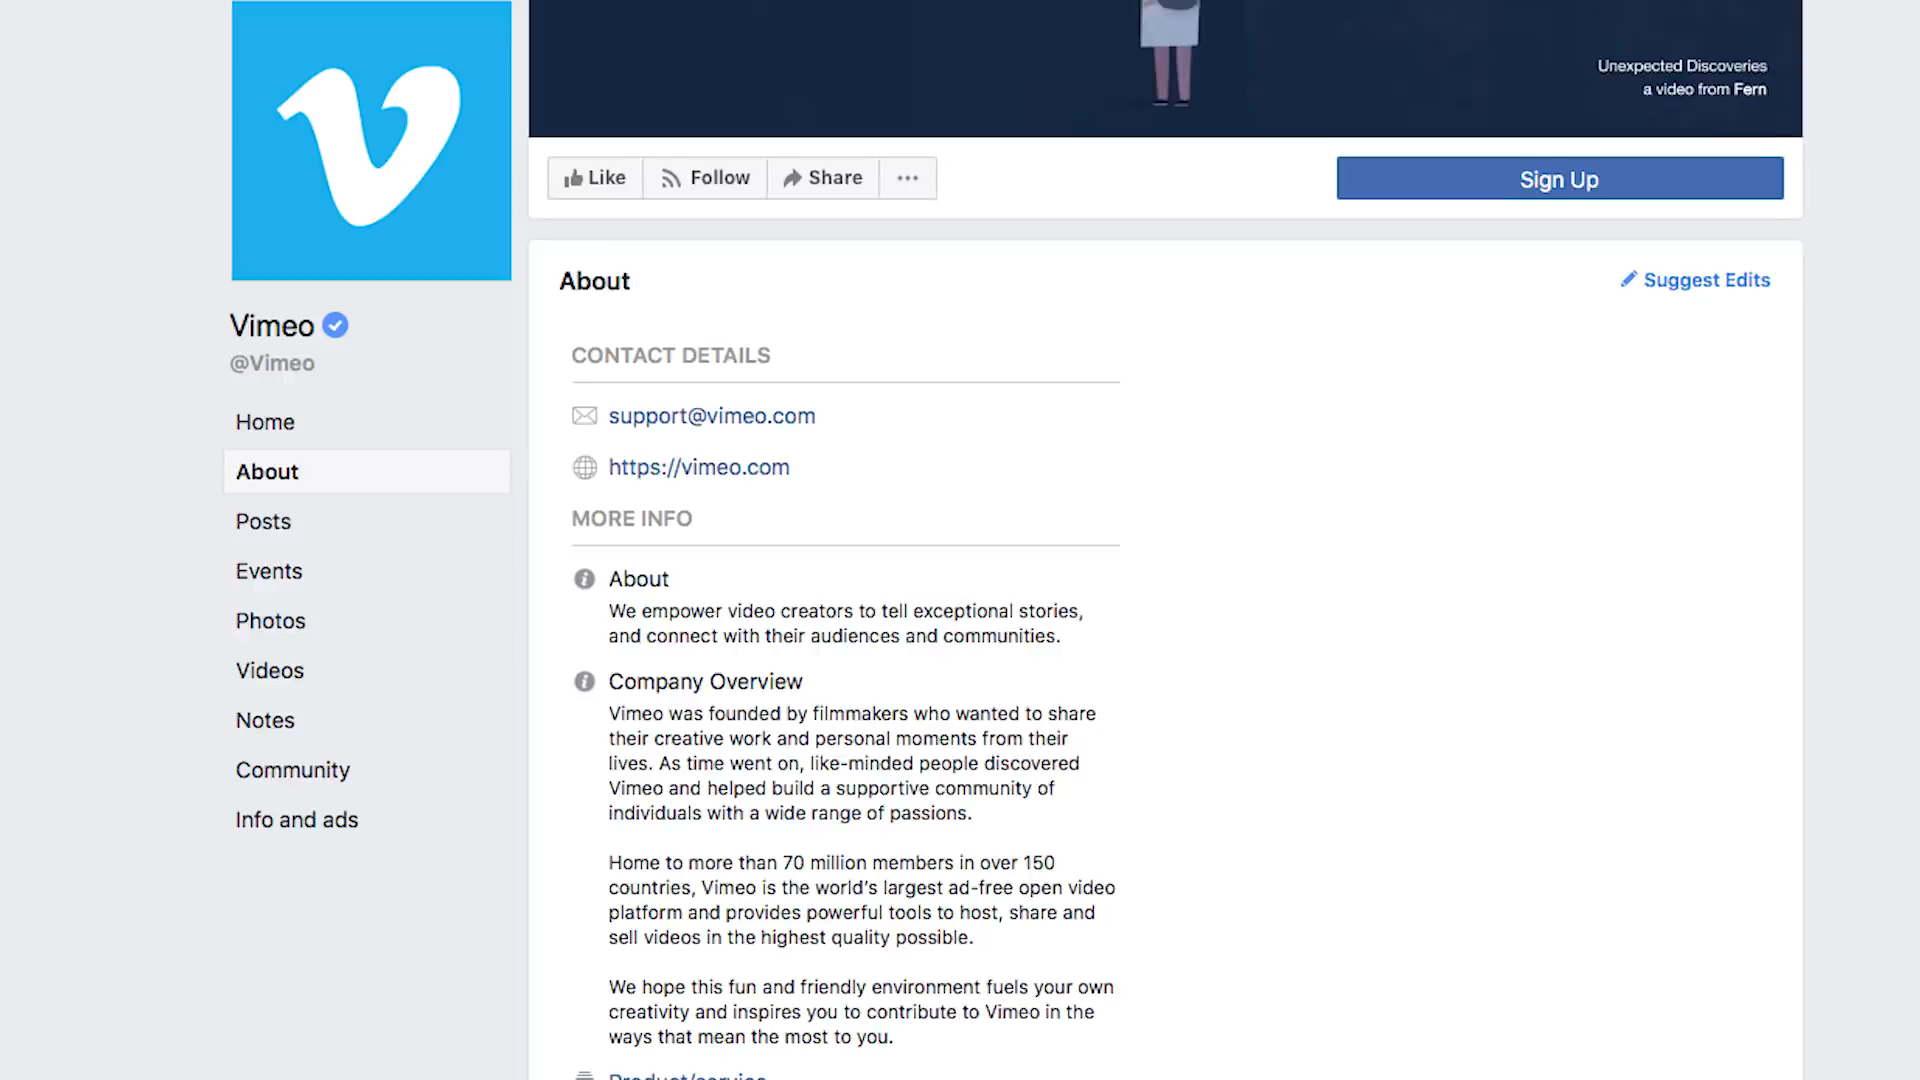 Unexpected Discoveries
a video from Fern
Like
Follow
Share
Sign Up
Vimeo
@Vimeo
Home
About
Posts
Events
Photos
Videos
Notes
Community
Info and ads
About
Suggest Edits
CONTACT DETAILS
support@vimeo.com
https://vimeo.com
MORE INFO
About
We empower video creators to tell exceptional stories,
and connect with their audiences and communities.
Company Overview
Vimeo was founded by filmmakers who wanted to share
their creative work and personal moments from their
lives. As time went on, like-minded people discovered
Vimeo and helped build a supportive community of
individuals with a wide range of passions.
Home to more than 70 million members in over 150
countries, Vimeo is the world's largest ad-free open video
platform and provides powerful tools to host, share and
sell videos in the highest quality possible.
We hope this fun and friendly environment fuels your own
creativity and inspires you to contribute to Vimeo in the
ways that mean the most to you.
Product/service